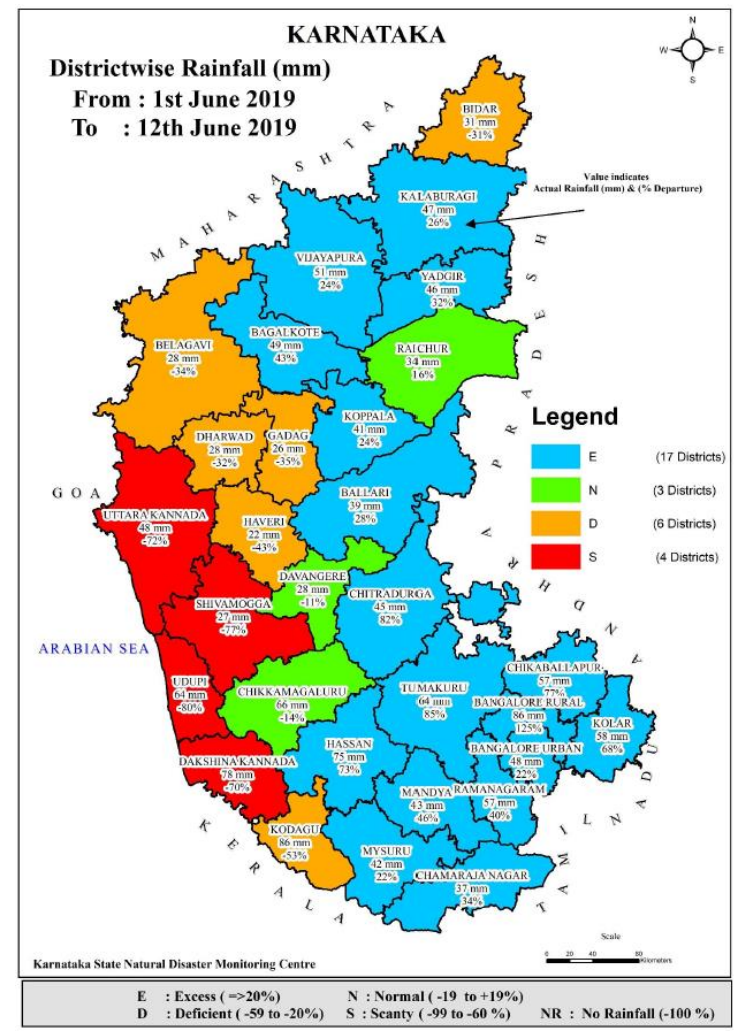 KARNATAKA
Districtwise Rainfall (mm)
From : 1st June 2019
To : 12th June 2019
N
W
E
S
MAHARASHTRA
BIDAR
31 mm
-31%
Value indicates
Actual Rainfall (mm) & (% Departure)
KALABURAGI
47 mm
26%
VIJAYAPURA
51 mm
24%
YADGIR
46 mm
32%
BAGALKOTE
49 mm
43%
BELAGAVI
28 mm
-34%
RAICHUR
34 mm
16%
ANDHRA PRADESH
KOPPALA
41 mm
24%
DHARWAD
28 mm
-32%
GADAG
26 mm
-35%
Legend
E (17 Districts)
N (3 Districts)
D (6 Districts)
S (4 Districts)
GOA
UTTARA KANNADA
48 mm
-72%
HAVERI
22 mm
-43%
BALLARI
39 mm
28%
DAVANGERE
28 mm
-11%
CHITRADURGA
45 mm
82%
SHIVAMOGGA
27 mm
-77%
ARABIAN SEA
UDUPI
64 mm
-80%
CHIKKAMAGALURU
66 mm
-14%
TUMAKURU
64 mm
85%
CHIKABALLAPUR
57 mm
77%
BANGALORE RURAL
86 mm
125%
KOLAR
58 mm
68%
DAKSHINA KANNADA
78 mm
-70%
HASSAN
75 mm
73%
BANGALORE URBAN
48 mm
22%
MANDYA
43 mm
46%
RAMANAGARAM
57 mm
40%
KODAGU
86 mm
-53%
MYSURU
42 mm
22%
CHAMARAJA NAGAR
37 mm
34%
KERALA
TAMILNADU
Scale
0 20 40 80
Kilometers
Karnataka State Natural Disaster Monitoring Centre
E : Excess ( =>20%) N : Normal ( -19 to +19%)
D : Deficient ( -59 to -20%) S : Scanty ( -99 to -60 %) NR : No Rainfall (-100 %)